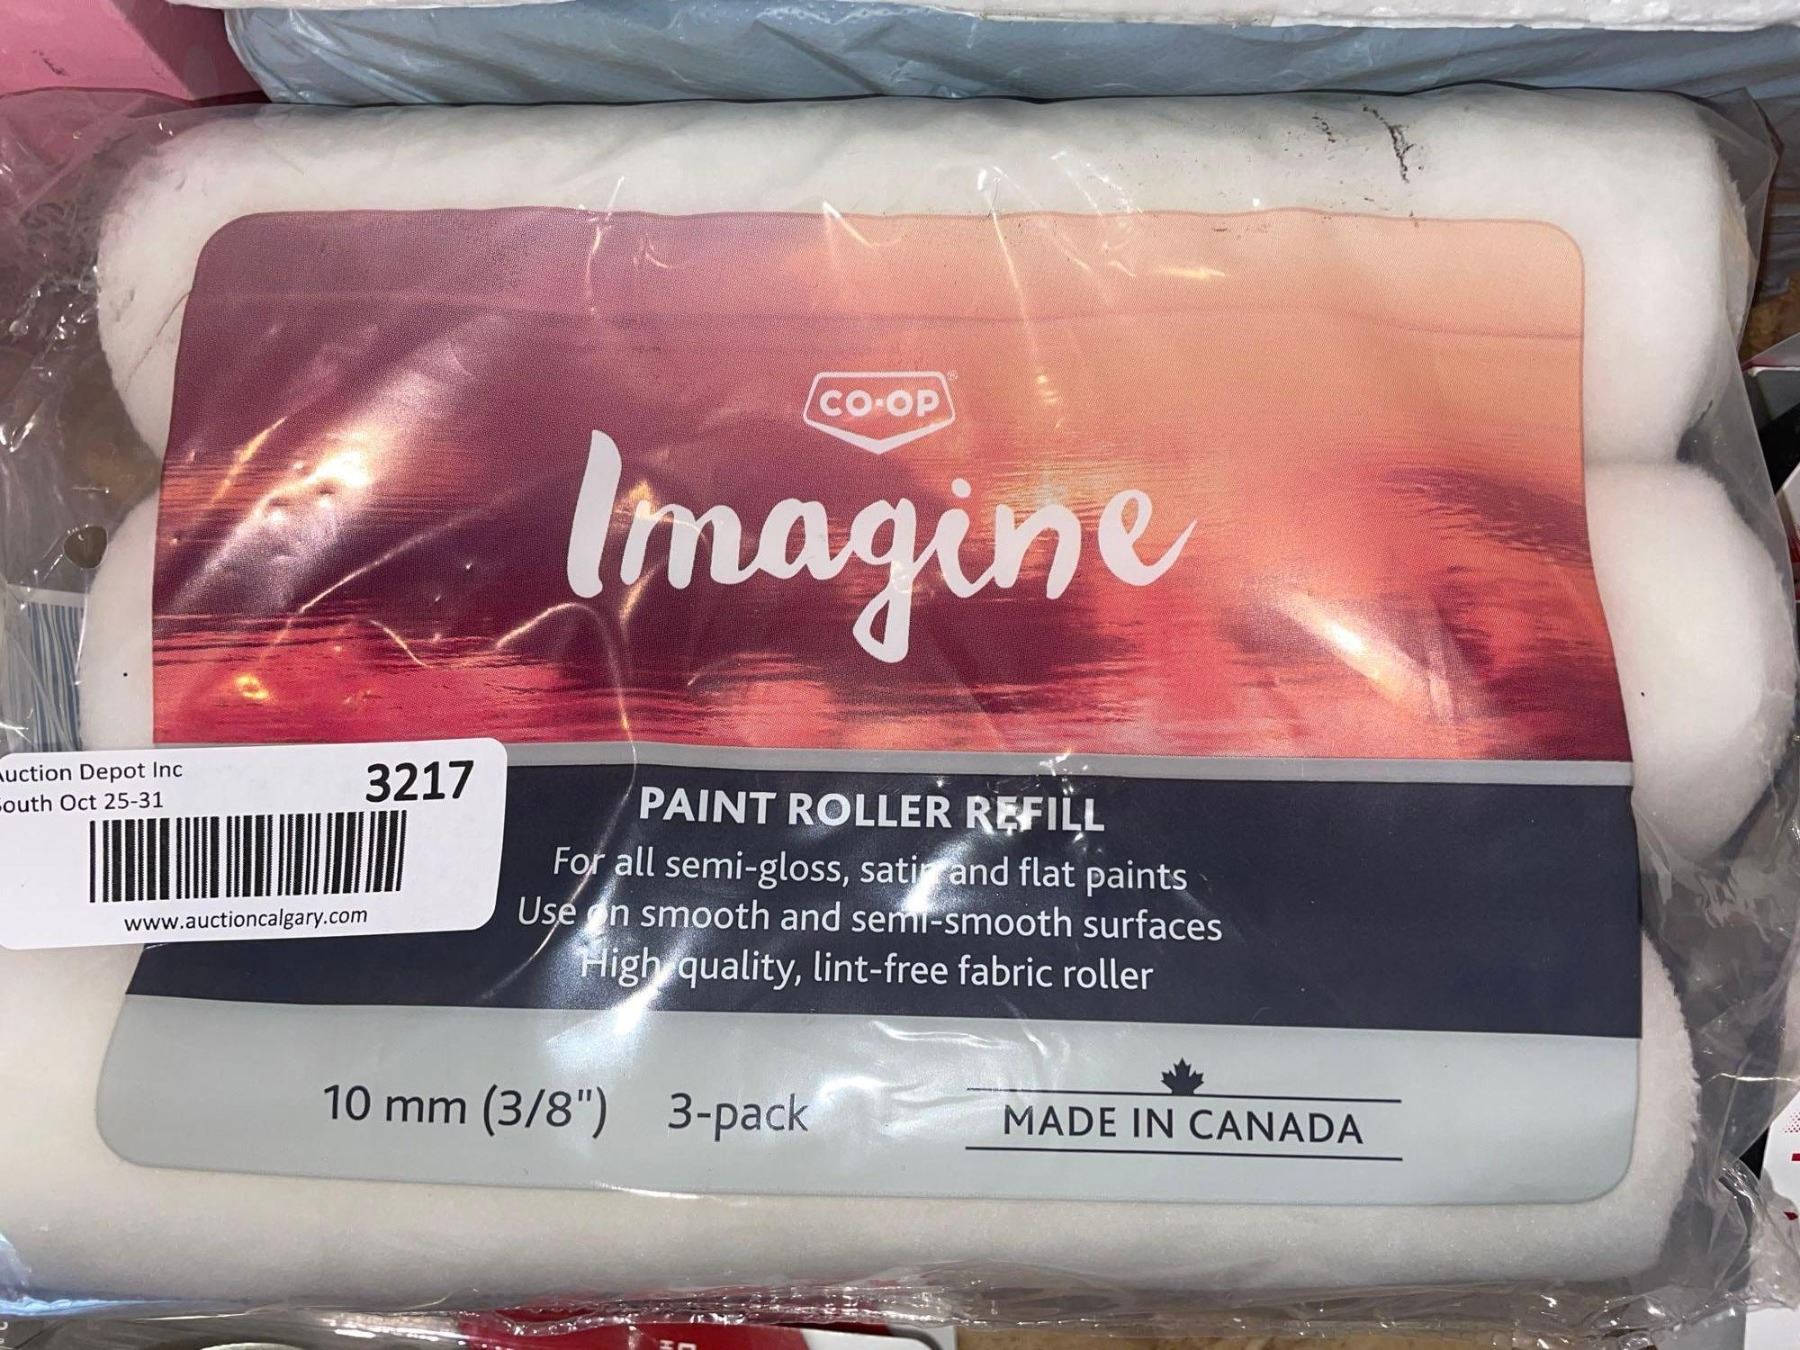 CO·OP®
Imagine
PAINT ROLLER REFILL
For all semi-gloss, satin and flat paints
Use on smooth and semi-smooth surfaces
High quality, lint-free fabric roller
10 mm (3/8") 3-pack
MADE IN CANADA
Auction Depot Inc
South Oct 25-31
3217
www.auctioncalgary.com